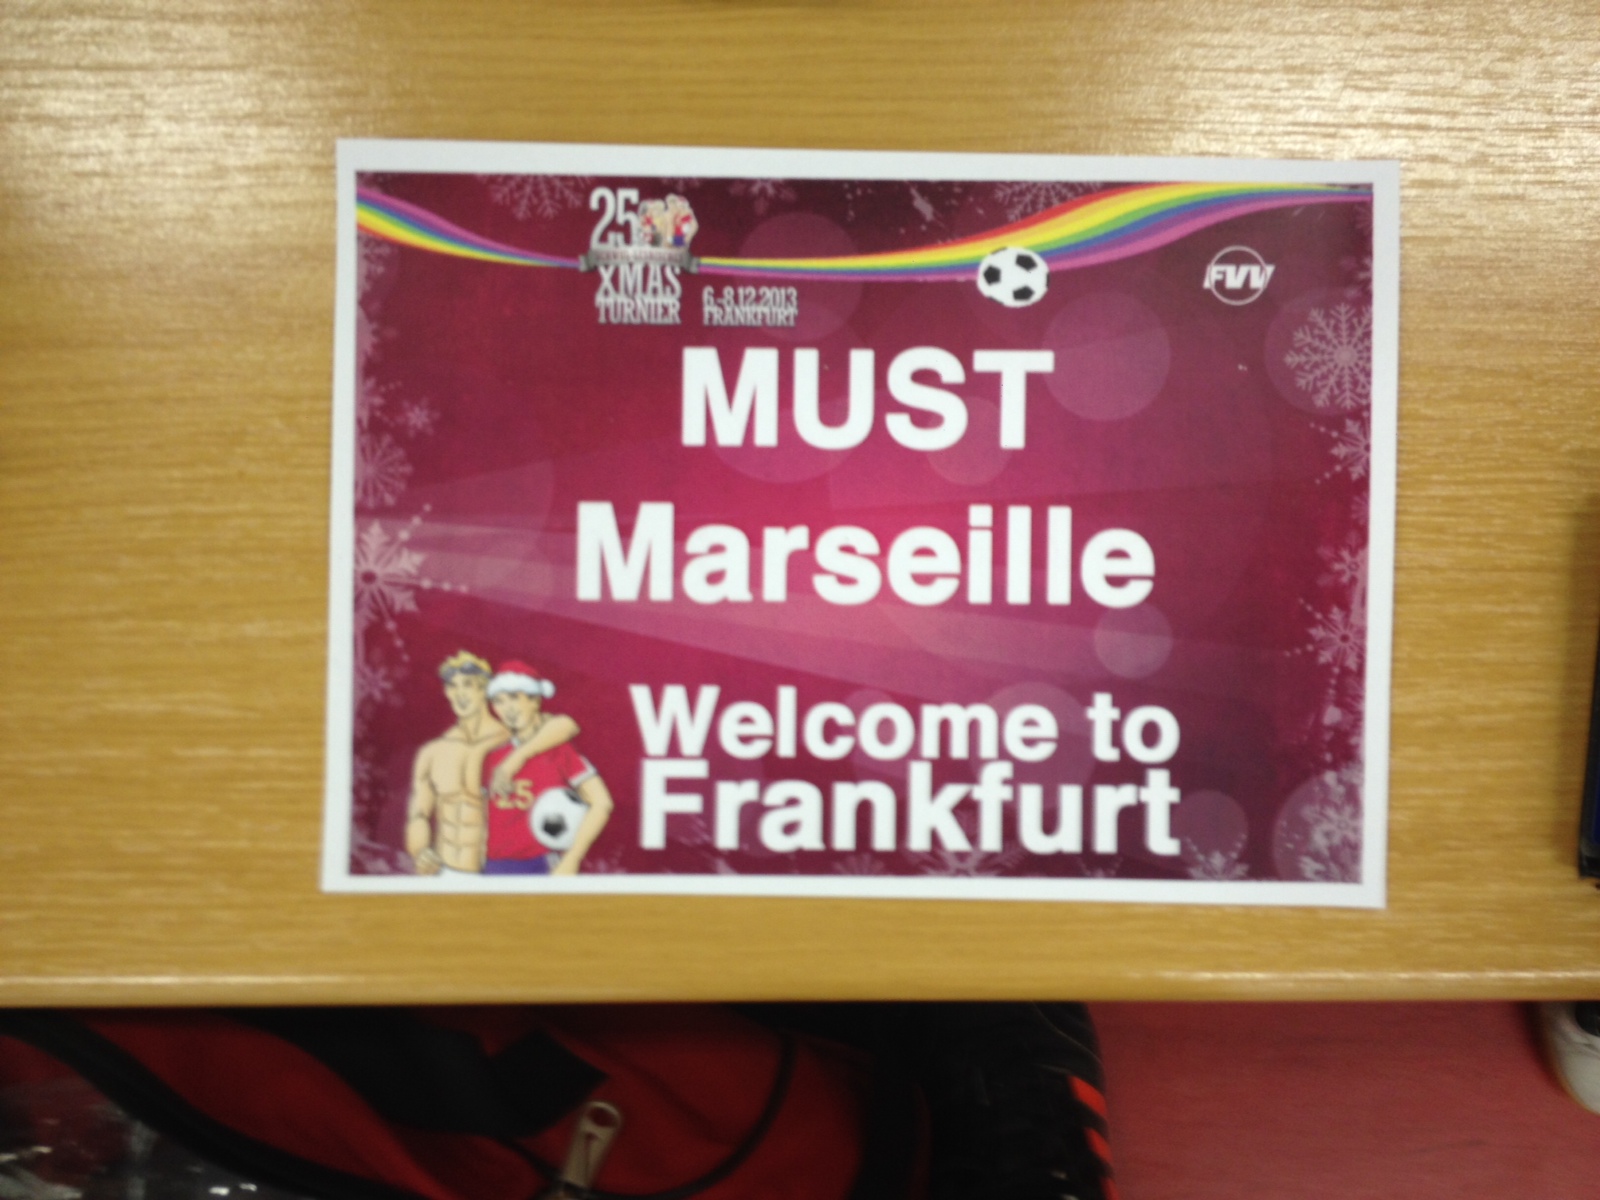 25
XMAS
TURNIER
6.-8.12.2013
FRANKFURT
FVV
MUST
Marseille
Welcome to
Frankfurt
25